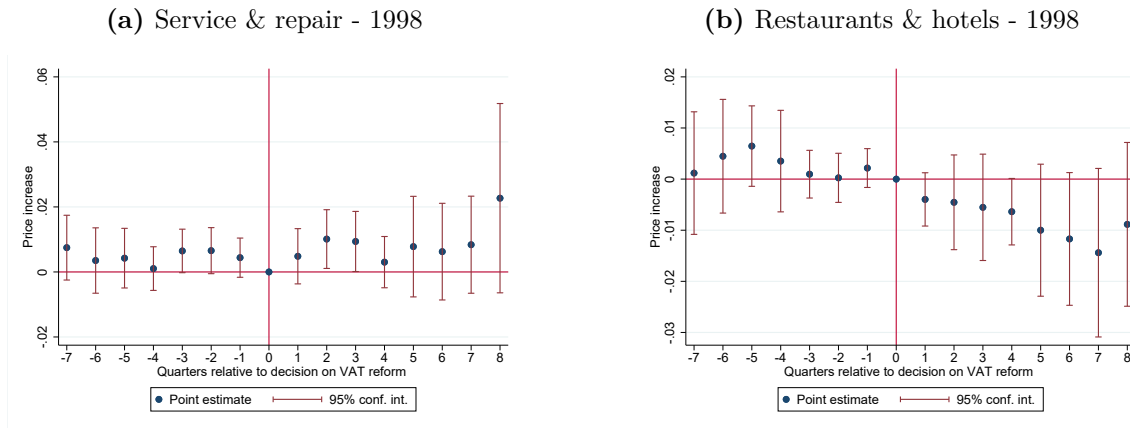 (a) Service & repair - 1998
.06
.04
.02
0
-.02
Price increase
-7 -6 -5 -4 -3 -2 -1 0 1 2 3 4 5 6 7 8
Quarters relative to decision on VAT reform
Point estimate 95% conf. int.
(b) Restaurants & hotels - 1998
.02
.01
0
-.01
-.02
-.03
Price increase
-7 -6 -5 -4 -3 -2 -1 0 1 2 3 4 5 6 7 8
Quarters relative to decision on VAT reform
Point estimate 95% conf. int.